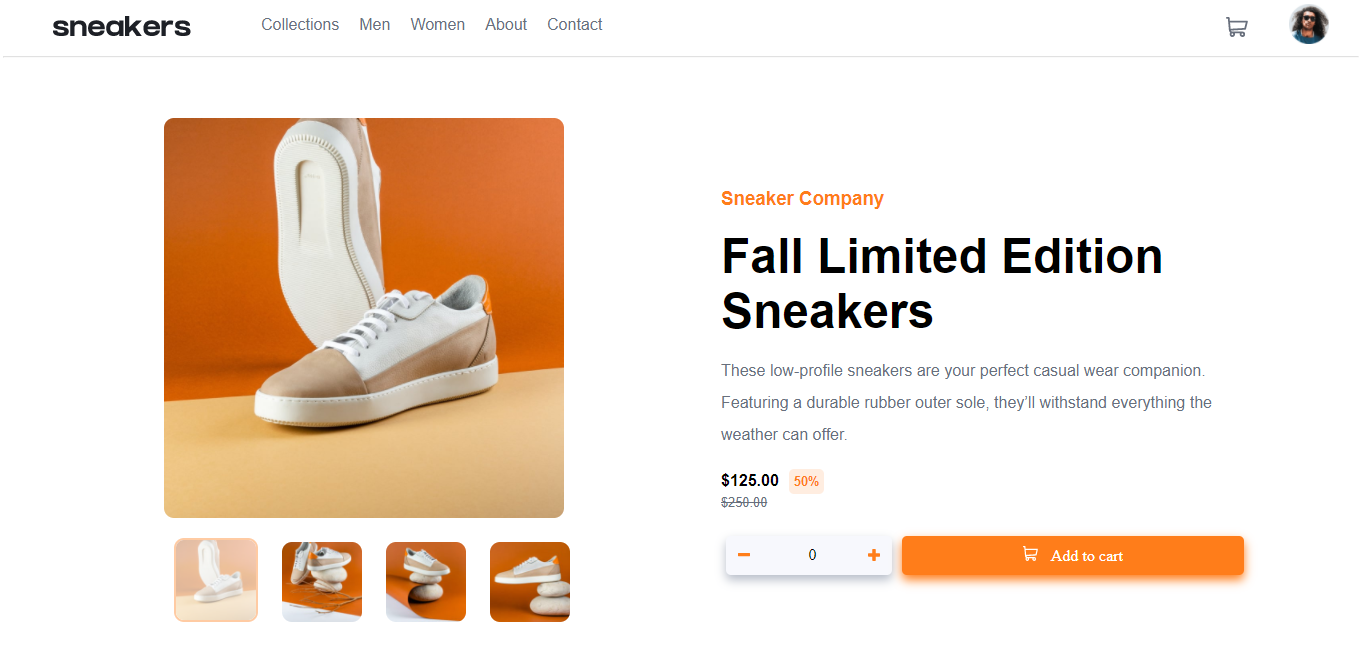 sneakers
Collections Men Women About Contact
Sneaker Company
Fall Limited Edition
Sneakers
These low-profile sneakers are your perfect casual wear companion.
Featuring a durable rubber outer sole, they’ll withstand everything the
weather can offer.
$125.00 50%
$250.00
0 Add to cart